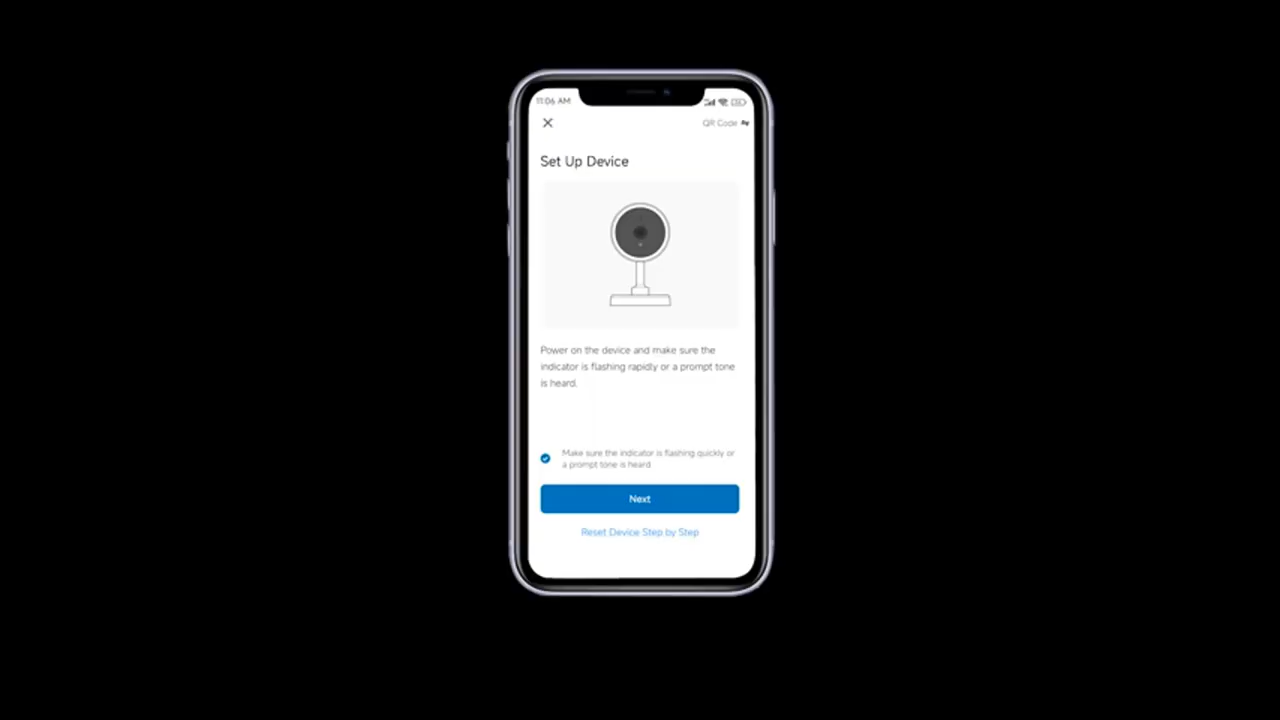 11:06 AM
QR Code
Set Up Device
Power on the device and make sure the
indicator is flashing rapidly or a prompt tone
is heard.
Make sure the indicator is flashing quickly or
a prompt tone is heard
Next
Reset Device Step by Step